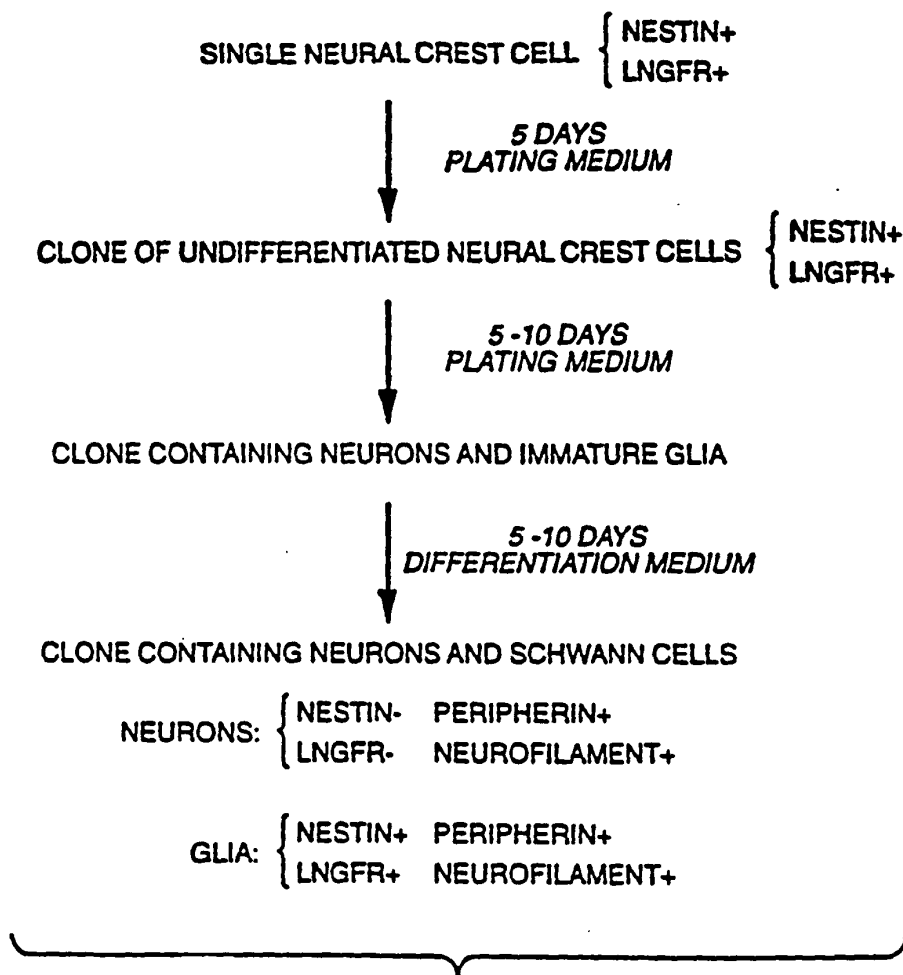 SINGLE NEURAL CREST CELL { NESTIN+
LNGFR+
5 DAYS
PLATING MEDIUM
CLONE OF UNDIFFERENTIATED NEURAL CREST CELLS { NESTIN+
LNGFR+
5-10 DAYS
PLATING MEDIUM
CLONE CONTAINING NEURONS AND IMMATURE GLIA
5-10 DAYS
DIFFERENTIATION MEDIUM
CLONE CONTAINING NEURONS AND SCHWANN CELLS
NEURONS: { NESTIN- PERIPHERIN+
LNGFR- NEUROFILAMENT+
GLIA: { NESTIN+ PERIPHERIN+
LNGFR+ NEUROFILAMENT+